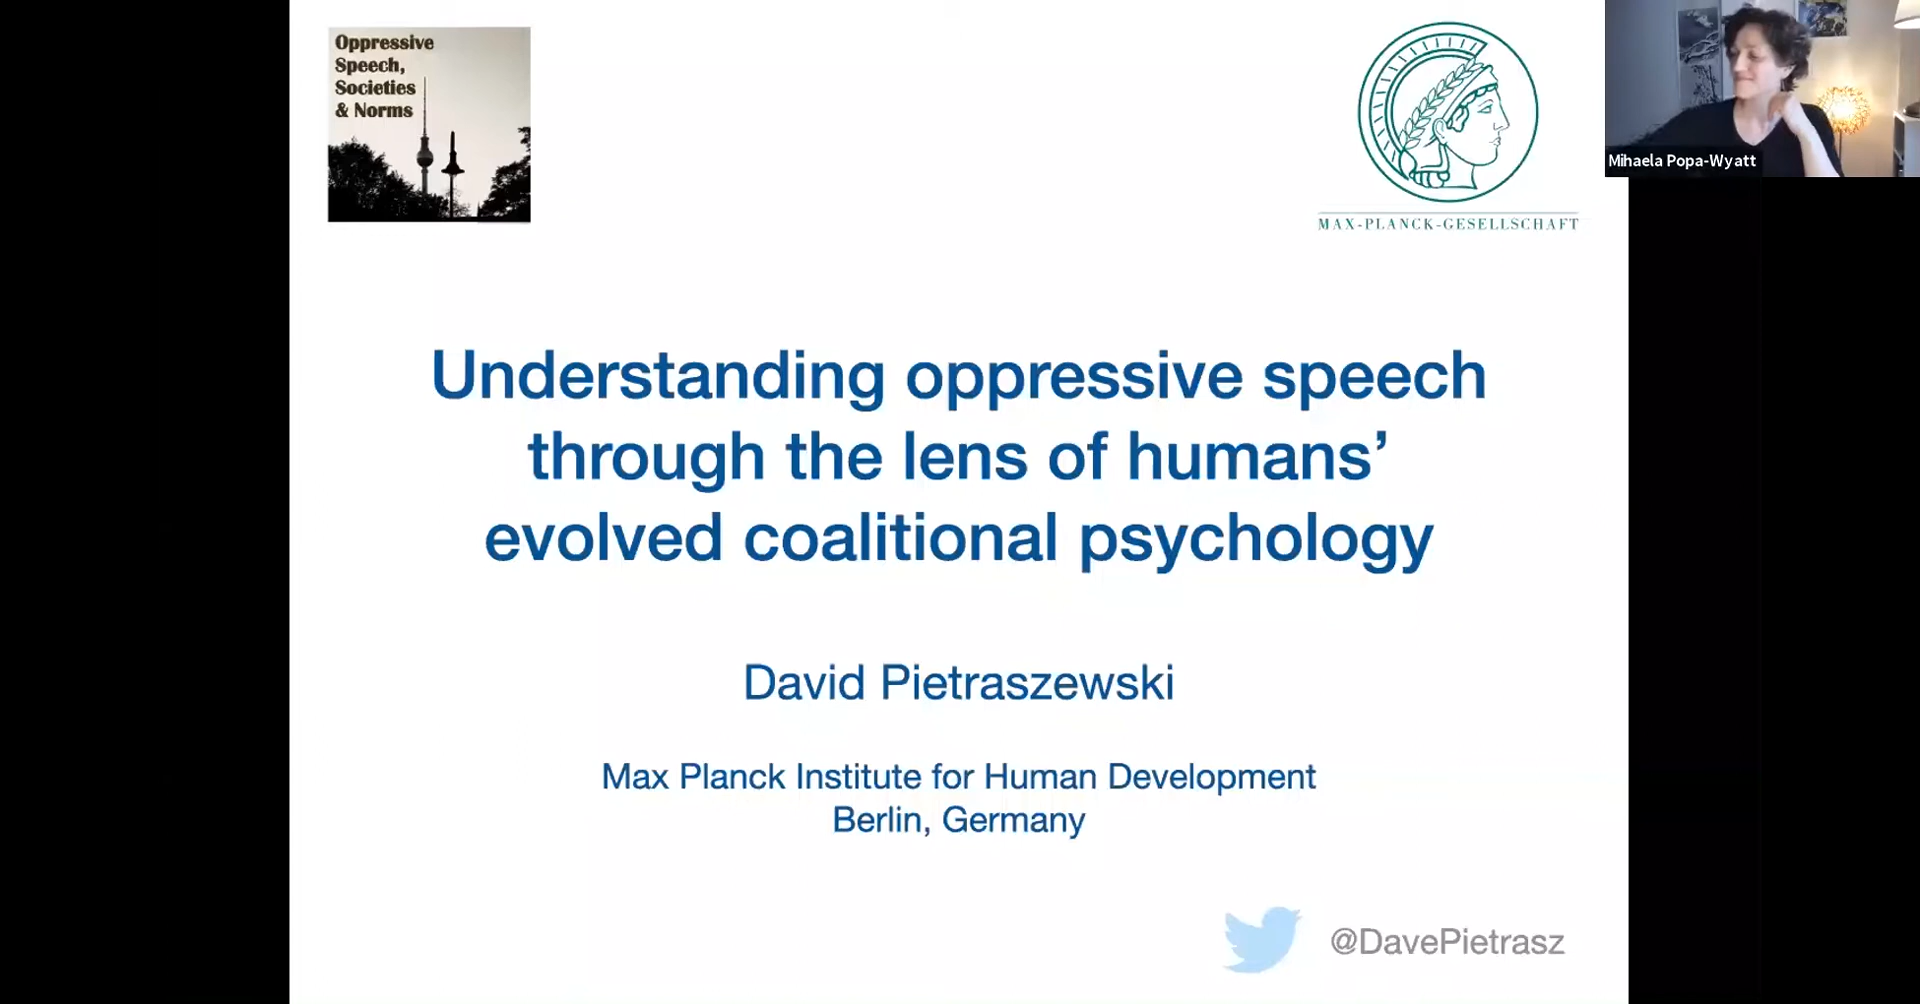 Oppressive
Speech,
Societies
& Norms
MAX-PLANCK-GESELLSCHAFT
Mihaela Popa-Wyatt
Understanding oppressive speech
through the lens of humans’
evolved coalitional psychology
David Pietraszewski
Max Planck Institute for Human Development
Berlin, Germany
@DavePietrasz